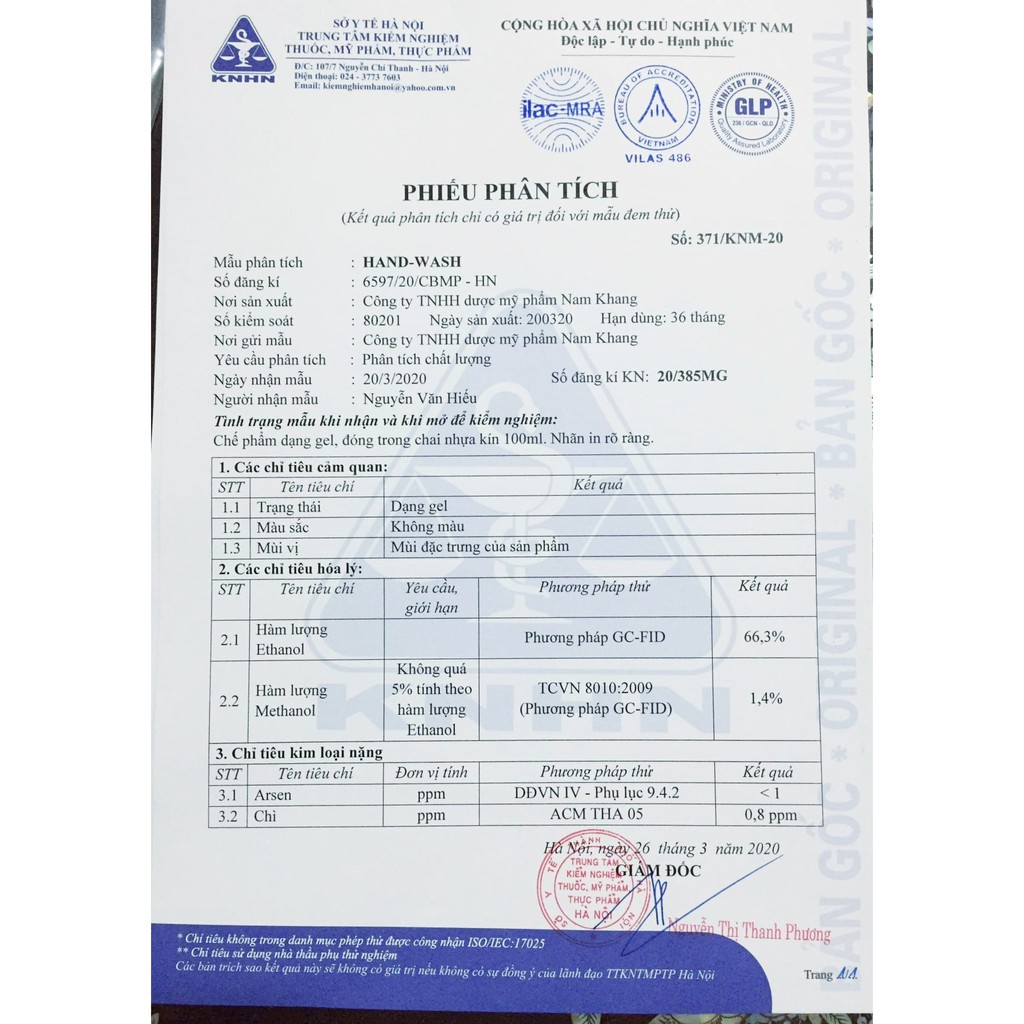 SỞ Y TẾ HÀ NỘI
TRUNG TÂM KIỂM NGHIỆM
THUỐC, MỸ PHẨM, THỰC PHẨM
Đ/C: 107/7 Nguyễn Chí Thanh - Hà Nội
Điện thoại: 024 - 3773 7603
Email: kiemnghiemhanoi@yahoo.com.vn
KNHN
CỘNG HÒA XÃ HỘI CHỦ NGHĨA VIỆT NAM
Độc lập - Tự do - Hạnh phúc
ilac-MRA
BUREAU OF ACCREDITATION
VIETNAM
VILAS 486
MINISTRY OF HEALTH
GLP
236 / GCN - QLD
Quality Assured Laboratory
PHIẾU PHÂN TÍCH
(Kết quả phân tích chỉ có giá trị đối với mẫu đem thử)
Số: 371/KNM-20
Mẫu phân tích : HAND-WASH
Số đăng kí : 6597/20/CBMP - HN
Nơi sản xuất : Công ty TNHH dược mỹ phẩm Nam Khang
Số kiểm soát : 80201 Ngày sản xuất: 200320 Hạn dùng: 36 tháng
Nơi gửi mẫu : Công ty TNHH dược mỹ phẩm Nam Khang
Yêu cầu phân tích : Phân tích chất lượng
Ngày nhận mẫu : 20/3/2020 Số đăng kí KN: 20/385MG
Người nhận mẫu : Nguyễn Văn Hiếu
Tình trạng mẫu khi nhận và khi mở để kiểm nghiệm:
Chế phẩm dạng gel, đóng trong chai nhựa kín 100ml. Nhãn in rõ ràng.
1. Các chỉ tiêu cảm quan:
STT Tên tiêu chí Kết quả
1.1 Trạng thái Dạng gel
1.2 Màu sắc Không màu
1.3 Mùi vị Mùi đặc trưng của sản phẩm
2. Các chỉ tiêu hóa lý:
STT Tên tiêu chí Yêu cầu, giới hạn Phương pháp thử Kết quả
2.1 Hàm lượng Ethanol Phương pháp GC-FID 66,3%
2.2 Hàm lượng Methanol Không quá 5% tính theo hàm lượng Ethanol TCVN 8010:2009 (Phương pháp GC-FID) 1,4%
3. Chỉ tiêu kim loại nặng
STT Tên tiêu chí Đơn vị tính Phương pháp thử Kết quả
3.1 Arsen ppm DĐVN IV - Phụ lục 9.4.2 < 1
3.2 Chì ppm ACM THA 05 0,8 ppm
Hà Nội, ngày 26 tháng 3 năm 2020
GIÁM ĐỐC
TRUNG TÂM
KIỂM NGHIỆM
THUỐC, MỸ PHẨM
THỰC PHẨM
HÀ NỘI
Nguyễn Thị Thanh Phương
* Chỉ tiêu không trong danh mục phép thử được công nhận ISO/IEC:17025
** Chỉ tiêu sử dụng nhà thầu phụ thử nghiệm
Các bản trích sao kết quả này sẽ không có giá trị nếu không có sự đồng ý của lãnh đạo TTKNTMPTP Hà Nội
Trang 1/1
KNHN
BẢN GỐC * ORIGINAL * BẢN GỐC * ORIGINAL